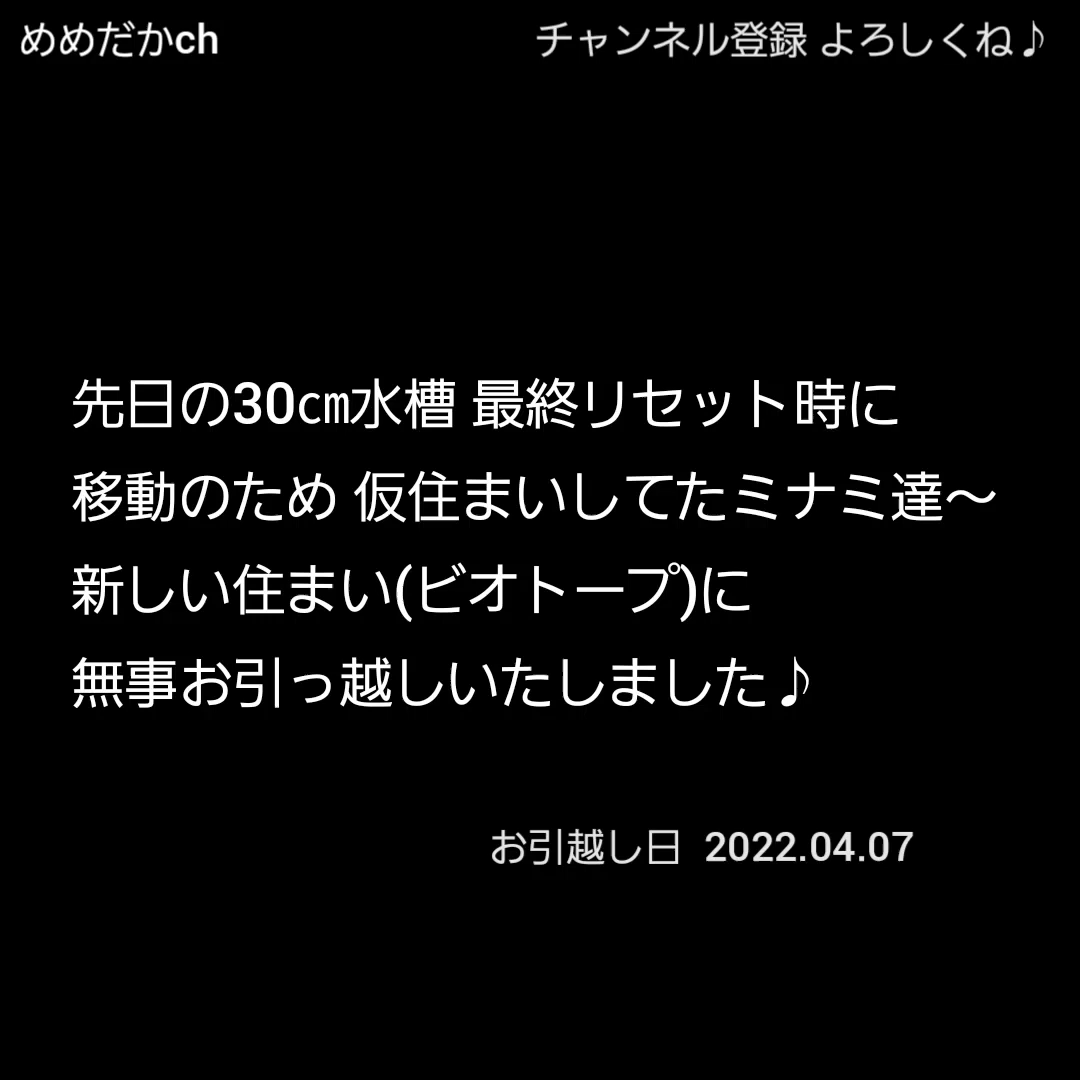 めめだかch
チャンネル登録 よろしくね♪
先日の30㎝水槽 最終リセット時に
移動のため 仮住まいしてたミナミ達〜
新しい住まい(ビオトープ)に
無事お引っ越しいたしました♪
お引越し日 2022.04.07